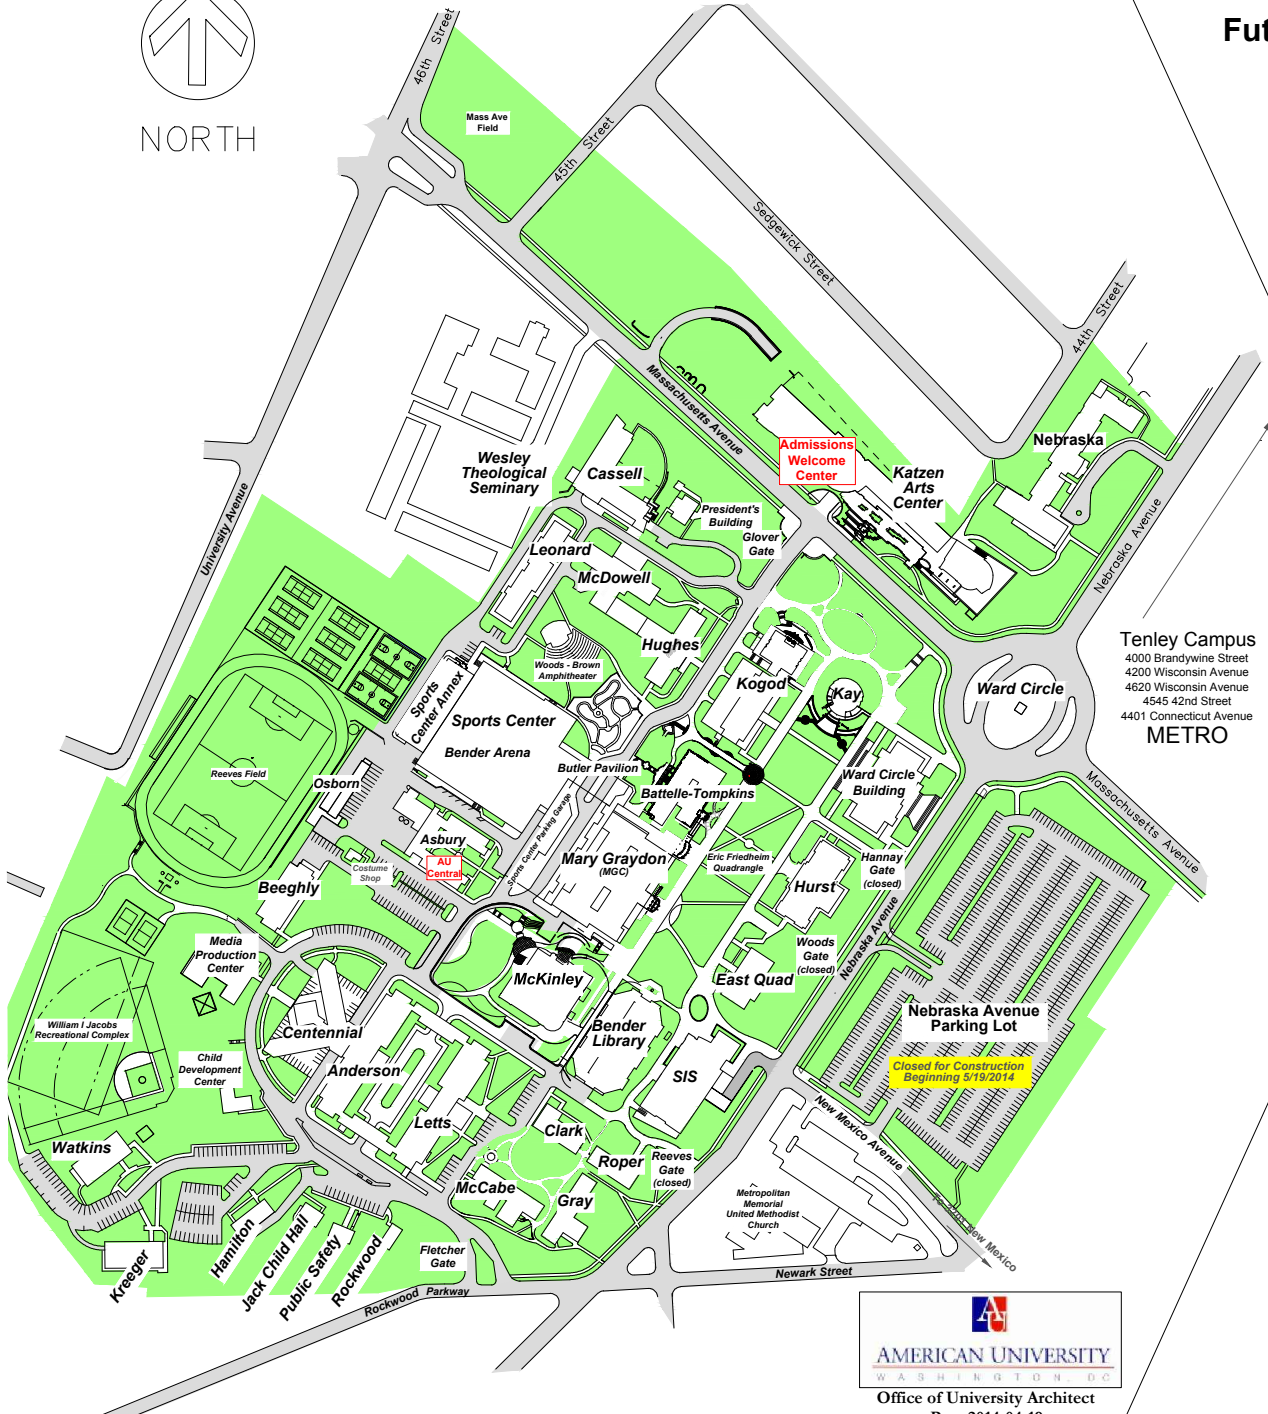 Fut
NORTH
46th Street
Mass Ave
Field
45th Street
Sedgewick Street
44th Street
Massachusetts Avenue
Nebraska
Admissions
Welcome
Center
Katzen
Arts
Center
Wesley
Theological
Seminary
Cassell
President's
Building
Glover
Gate
University Avenue
Nebraska Avenue
Leonard
McDowell
Hughes
Tenley Campus
4000 Brandywine Street
4200 Wisconsin Avenue
4620 Wisconsin Avenue
4545 42nd Street
4401 Connecticut Avenue
METRO
Woods - Brown
Amphitheater
Kogod
Kay
Ward Circle
Sports
Center Annex
Sports Center
Bender Arena
Butler Pavilion
Reeves Field
Osborn
Battelle-Tompkins
Ward Circle
Building
Massachusetts Avenue
Sports Center Parking Garage
Asbury
AU
Central
Costume
Shop
Mary Graydon
(MGC)
Eric Friedheim
Quadrangle
Hurst
Hannay
Gate
(closed)
Beeghly
Media
Production
Center
McKinley
East Quad
Woods
Gate
(closed)
Nebraska Avenue
Nebraska Avenue
Parking Lot
Closed for Construction
Beginning 5/19/2014
William I Jacobs
Recreational Complex
Centennial
Bender
Library
Child
Development
Center
Anderson
SIS
Letts
Clark
New Mexico Avenue
Watkins
Roper
Reeves
Gate
(closed)
McCabe
Gray
Metropolitan
Memorial
United Methodist
Church
To 4201 New Mexico
Kreeger
Hamilton
Jack Child Hall
Public Safety
Rockwood
Fletcher
Gate
Newark Street
Rockwood Parkway
AU
AMERICAN UNIVERSITY
WASHINGTON, DC
Office of University Architect